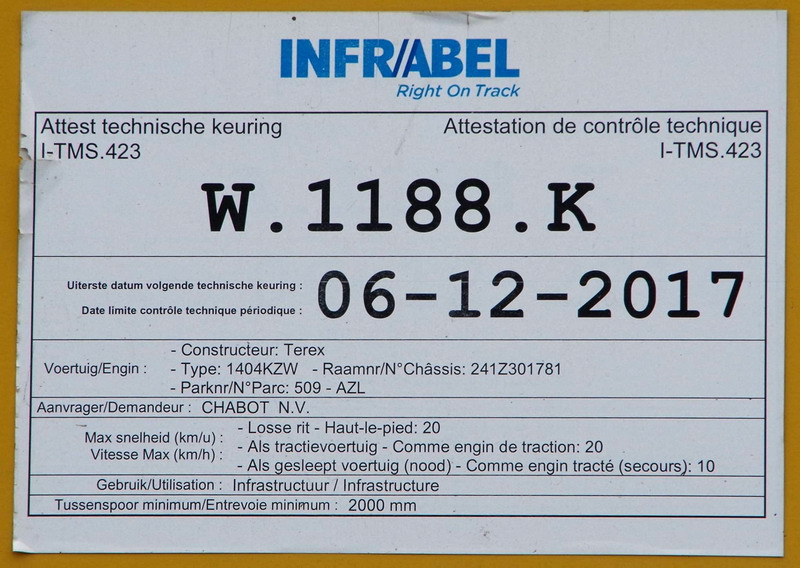 INFRABEL
Right On Track
Attest technische keuring Attestation de contrôle technique
I-TMS.423 I-TMS.423
W.1188.K
Uiterste datum volgende technische keuring :
Date limite contrôle technique périodique :
06-12-2017
Voertuig/Engin :
- Constructeur: Terex
- Type: 1404KZW - Raamnr/N°Châssis: 241Z301781
- Parknr/N°Parc: 509 - AZL
Aanvrager/Demandeur : CHABOT N.V.
Max snelheid (km/u) :
Vitesse Max (km/h) :
- Losse rit - Haut-le-pied: 20
- Als tractievoertuig - Comme engin de traction: 20
- Als gesleept voertuig (nood) - Comme engin tracté (secours): 10
Gebruik/Utilisation : Infrastructuur / Infrastructure
Tussenspoor minimum/Entrevoie minimum : 2000 mm